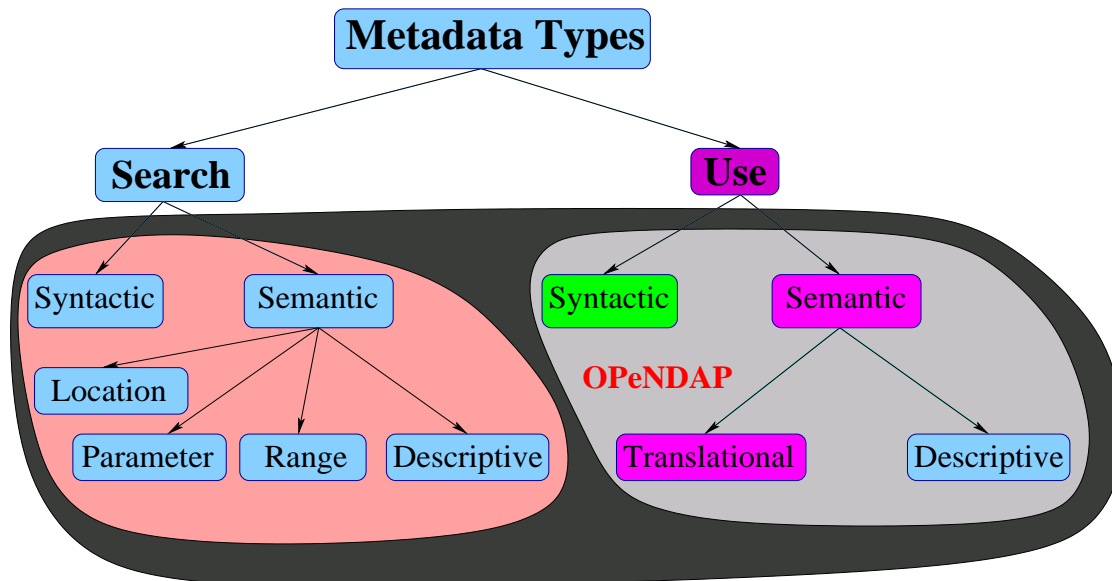 Metadata Types
Search
Use
Syntactic
Semantic
Syntactic
Semantic
Location
OPeNDAP
Parameter
Range
Descriptive
Translational
Descriptive